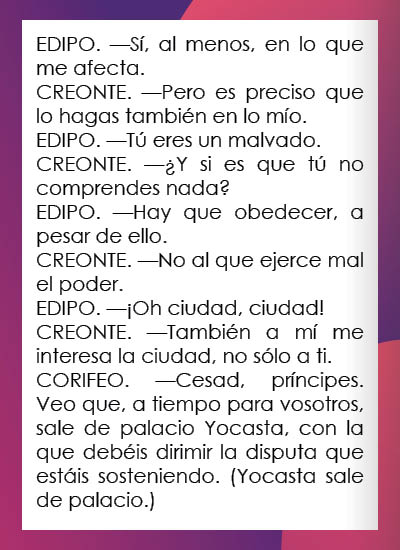 EDIPO. —Sí, al menos, en lo que
me afecta.
CREONTE. —Pero es preciso que
lo hagas también en lo mío.
EDIPO. —Tú eres un malvado.
CREONTE. —¿Y si es que tú no
comprendes nada?
EDIPO. —Hay que obedecer, a
pesar de ello.
CREONTE. —No al que ejerce mal
el poder.
EDIPO. —¡Oh ciudad, ciudad!
CREONTE. —También a mí me
interesa la ciudad, no sólo a ti.
CORIFEO. —Cesad, príncipes.
Veo que, a tiempo para vosotros,
sale de palacio Yocasta, con la
que debéis dirimir la disputa que
estáis sosteniendo. (Yocasta sale
de palacio.)